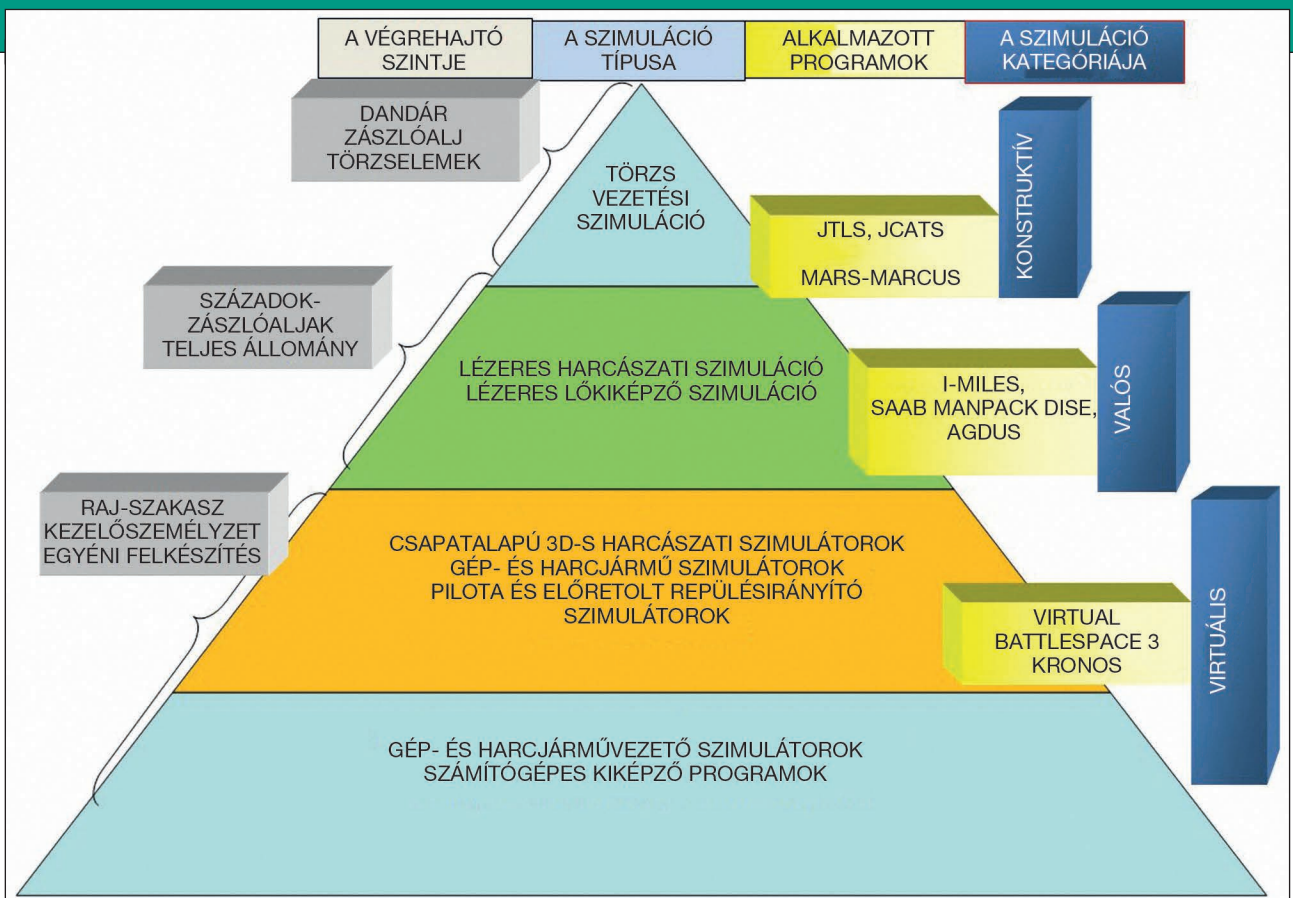 A VÉGREHAJTÓ
SZINTJE
A SZIMULÁCIÓ
TÍPUSA
ALKALMAZOTT
PROGRAMOK
A SZIMULÁCIÓ
KATEGÓRIÁJA
DANDÁR
ZÁSZLÓALJ
TÖRZSELEMEK
TÖRZS
VEZETÉSI
SZIMULÁCIÓ
JTLS, JCATS
MARS-MARCUS
KONSTRUKTÍV
SZÁZADOK-
ZÁSZLÓALJAK
TELJES ÁLLOMÁNY
LÉZERES HARCÁSZATI SZIMULÁCIÓ
LÉZERES LŐKIKÉPZŐ SZIMULÁCIÓ
I-MILES,
SAAB MANPACK DISE,
AGDUS
VALÓS
RAJ-SZAKASZ
KEZELŐSZEMÉLYZET
EGYÉNI FELKÉSZÍTÉS
CSAPATALAPÚ 3D-S HARCÁSZATI SZIMULÁTOROK
GÉP- ÉS HARCJÁRMŰ SZIMULÁTOROK
PILOTA ÉS ELŐRETOLT REPÜLÉSIRÁNYÍTÓ
SZIMULÁTOROK
VIRTUAL
BATTLESPACE 3
KRONOS
VIRTUÁLIS
GÉP- ÉS HARCJÁRMŰVEZETŐ SZIMULÁTOROK
SZÁMÍTÓGÉPES KIKÉPZŐ PROGRAMOK